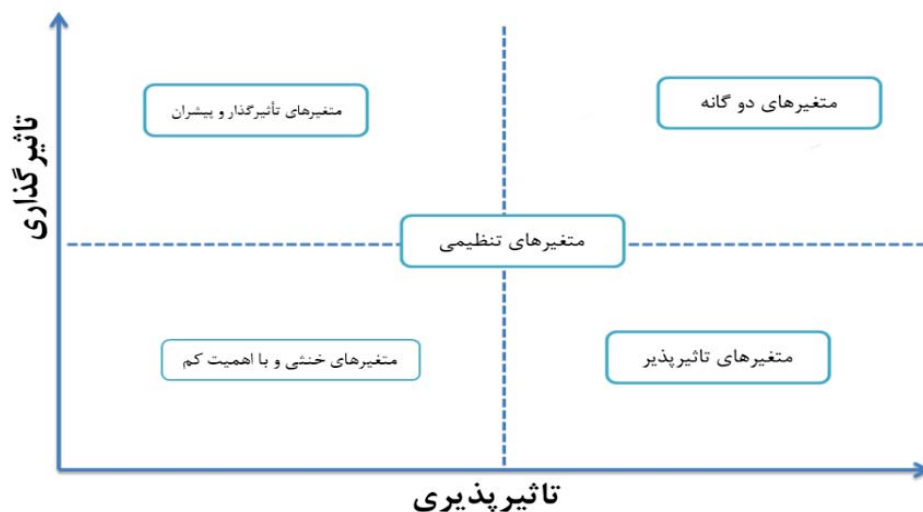 متغیرهای دو گانه
متغیرهای تأثیرگذار و پیشران
تاثیرگذاری
متغیرهای تنظیمی
متغیرهای تاثیرپذیر
متغیرهای خنثی و با اهمیت کم
تاثیرپذیری